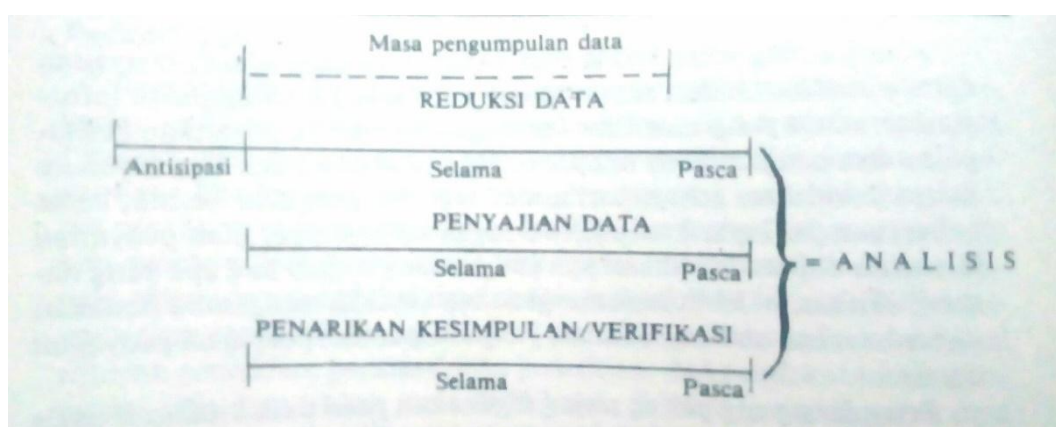 Masa pengumpulan data
REDUKSI DATA
Antisipasi Selama Pasca
PENYAJIAN DATA
Selama Pasca
= ANALISIS
PENARIKAN KESIMPULAN/VERIFIKASI
Selama Pasca